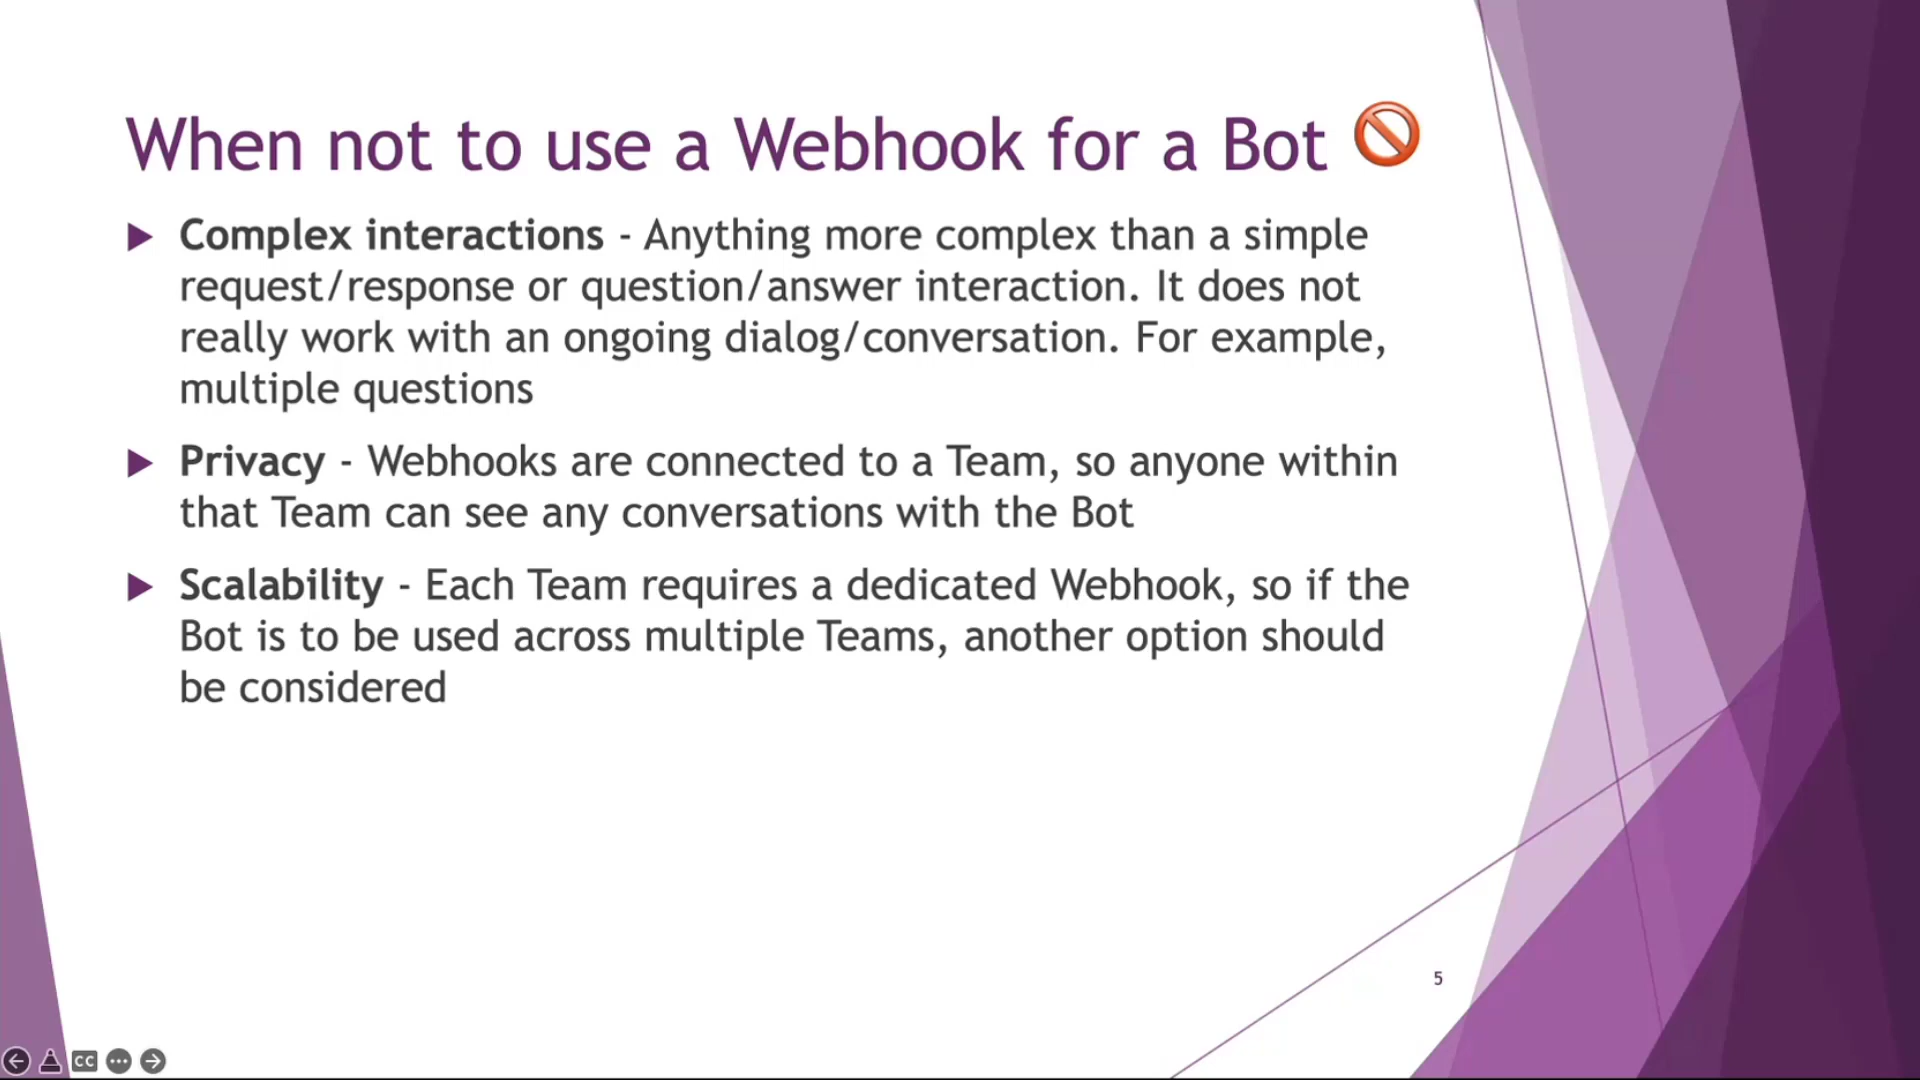 When not to use a Webhook for a Bot
Complex interactions - Anything more complex than a simple
request/response or question/answer interaction. It does not
really work with an ongoing dialog/conversation. For example,
multiple questions
Privacy - Webhooks are connected to a Team, so anyone within
that Team can see any conversations with the Bot
Scalability - Each Team requires a dedicated Webhook, so if the
Bot is to be used across multiple Teams, another option should
be considered
5
CC